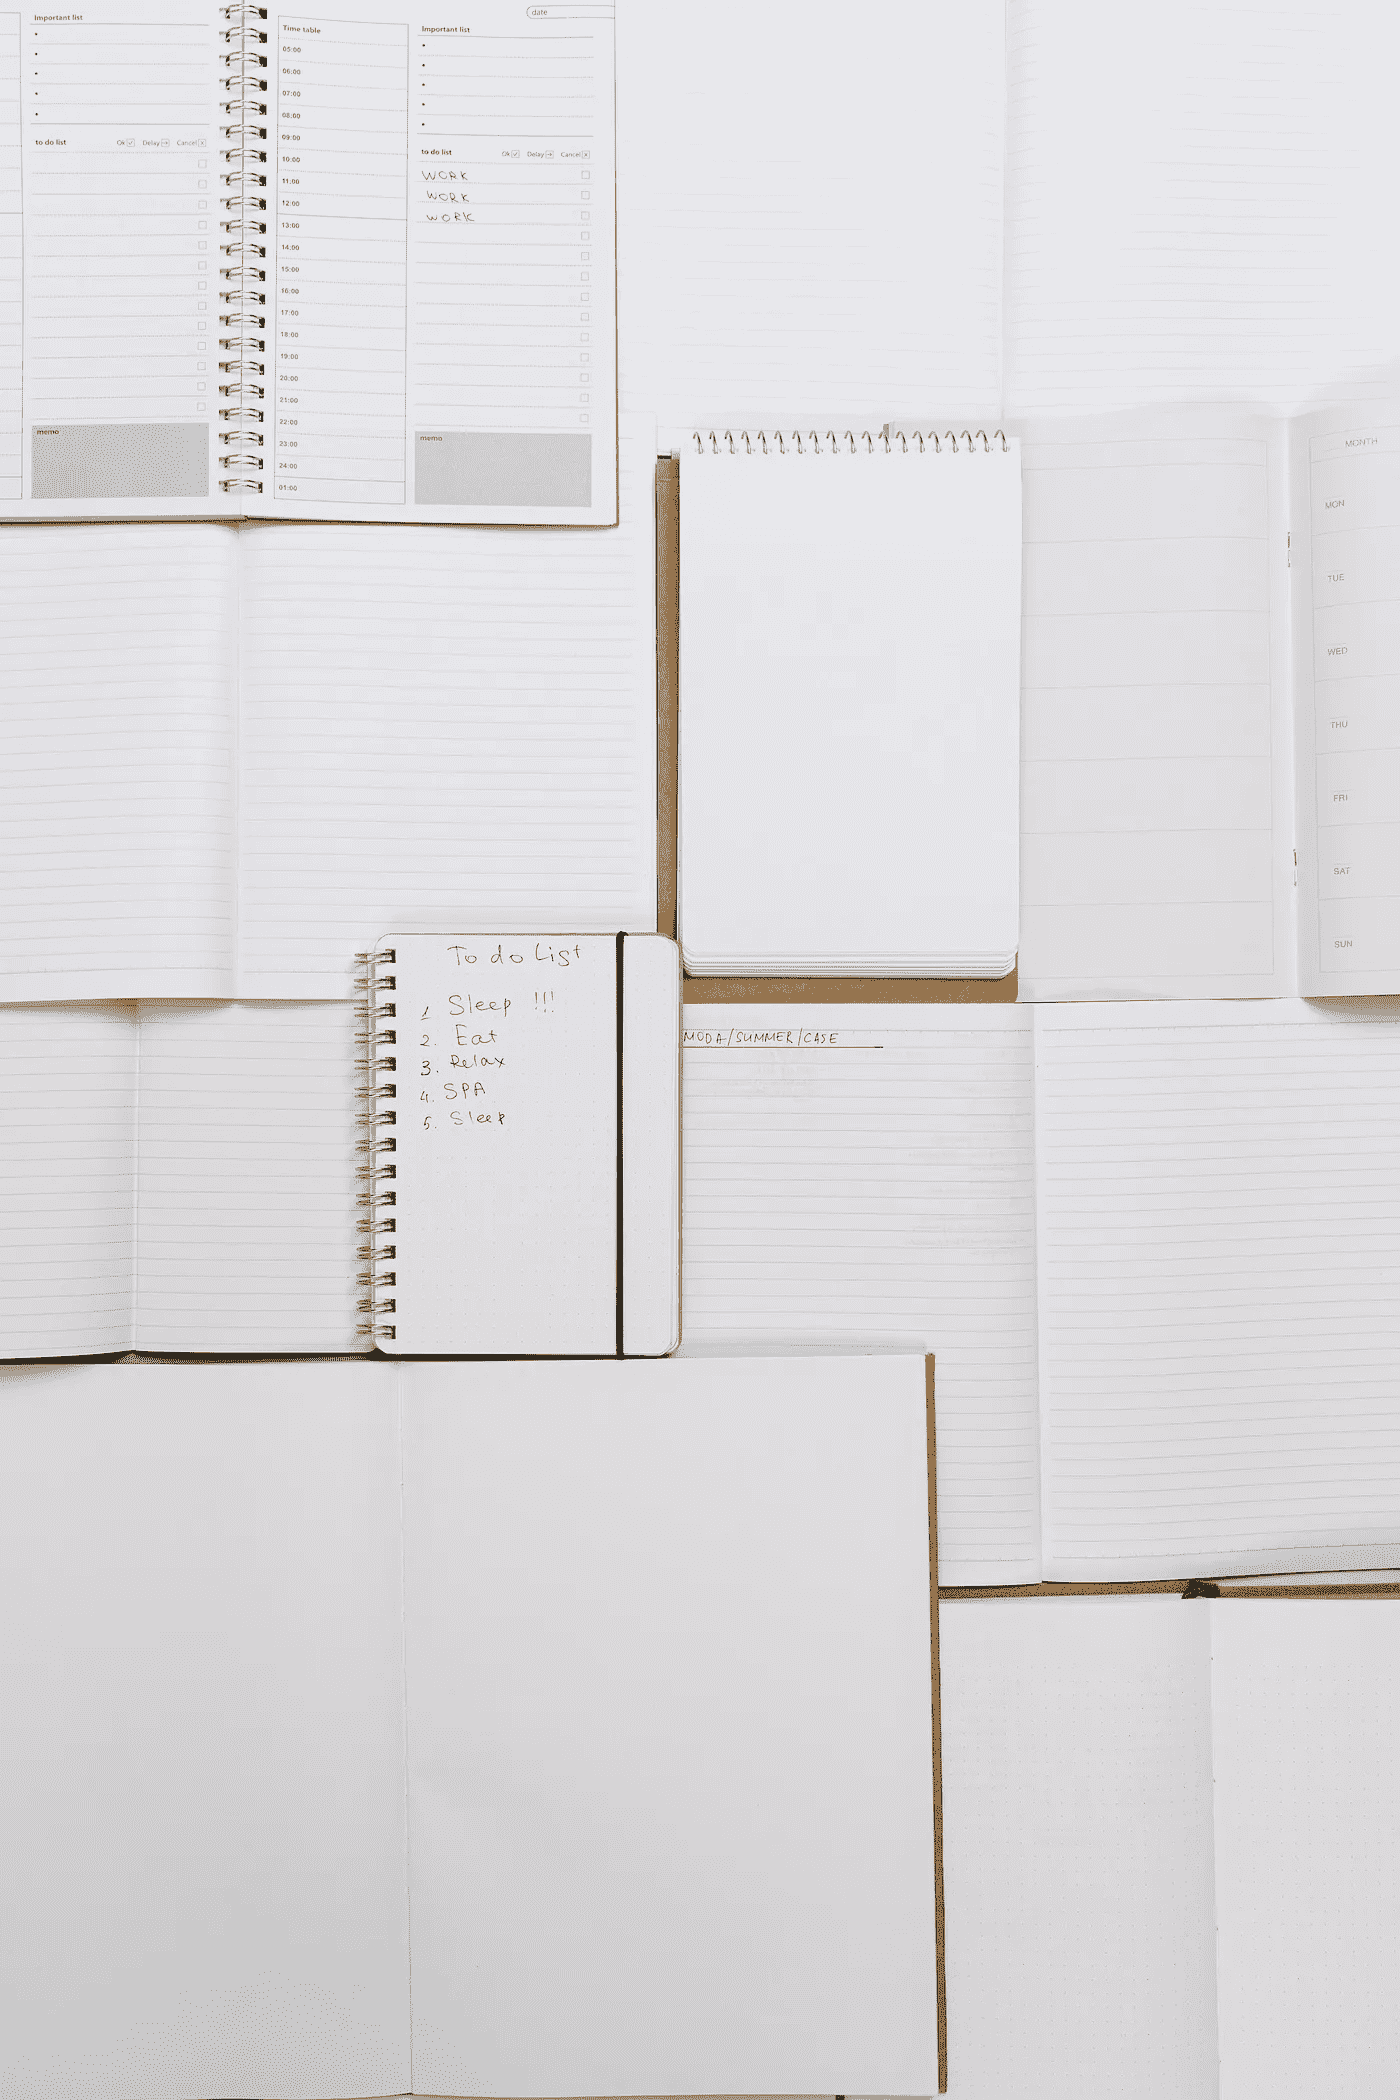 Important list
to do list
Ok Delay Cancel
memo
date
Time table
05:00
06:00
07:00
08:00
09:00
10:00
11:00
12:00
13:00
14:00
15:00
16:00
17:00
18:00
19:00
20:00
21:00
22:00
23:00
24:00
01:00
Important list
to do list
Ok Delay Cancel
WORK
WORK
WORK
memo
MONTH
MON
TUE
WED
THU
FRI
SAT
SUN
To do List
1 Sleep !!!
2. Eat
3. Relax
4. SPA
5. Sleep
MODA/SUMMER/CASE